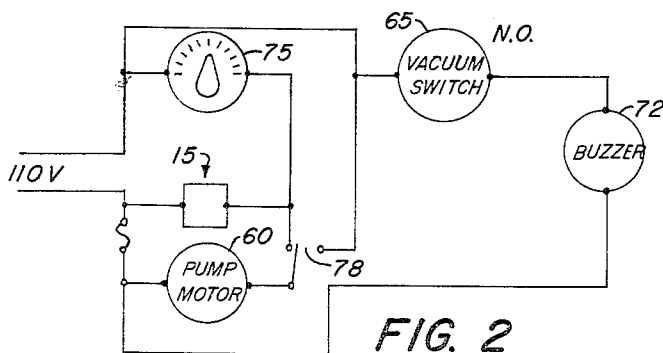 65
N.O.
75
VACUUM
SWITCH
72
BUZZER
110V
15
60
PUMP
MOTOR
78
FIG. 2